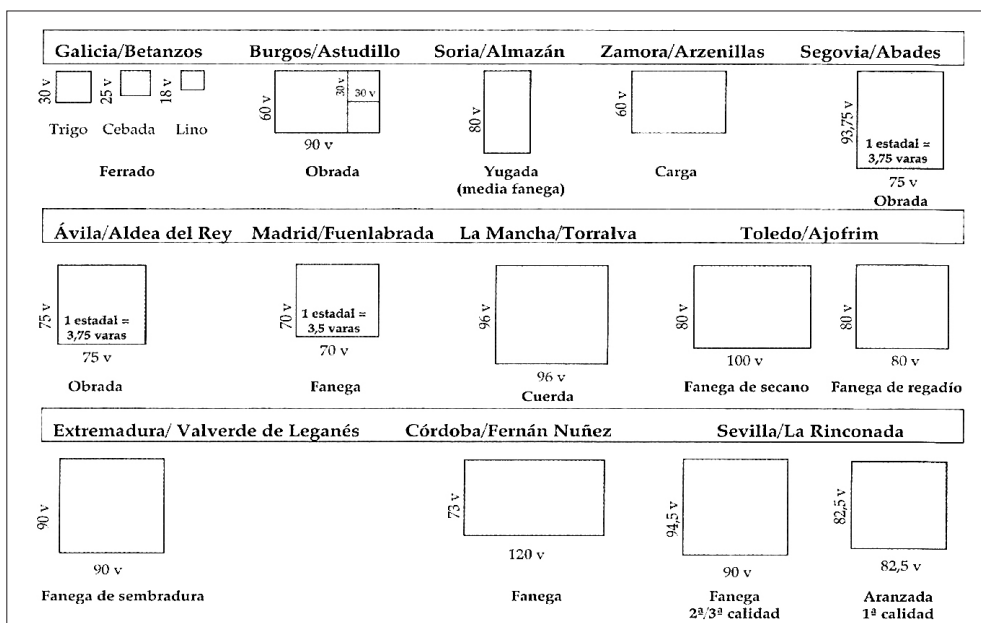 Galicia/Betanzos Burgos/Astudillo Soria/Almazán Zamora/Arzenillas Segovia/Abades
30 v 25 v 18 v 60 v 30 v 30 v 80 v 60 v 93,75 v
Trigo Cebada Lino 90 v 1 estadal =
3,75 varas
75 v
Ferrado Obrada Yugada
(media fanega) Carga Obrada
Ávila/Aldea del Rey Madrid/Fuenlabrada La Mancha/Torralva Toledo/Ajofrim
75 v 1 estadal =
3,75 varas 70 v 1 estadal =
3,5 varas 96 v 80 v 80 v
75 v 70 v 96 v 100 v 80 v
Obrada Fanega Cuerda Fanega de secano Fanega de regadío
Extremadura/ Valverde de Leganés Córdoba/Fernán Nuñez Sevilla/La Rinconada
90 v 73 v 94,5 v 82,5 v
90 v 120 v 90 v 82,5 v
Fanega de sembradura Fanega Fanega
2ª/3ª calidad Aranzada
1ª calidad